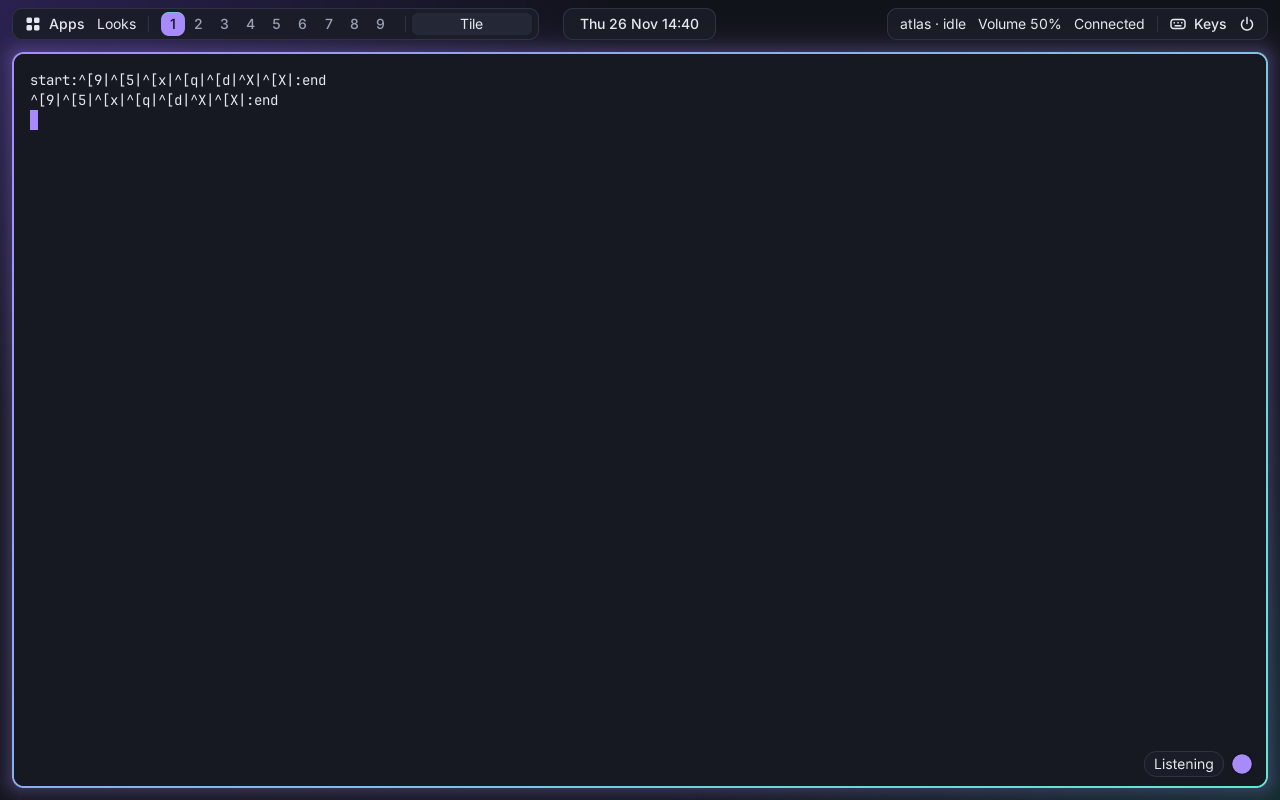 Apps Looks 1 2 3 4 5 6 7 8 9 Tile Thu 26 Nov 14:40 atlas · idle Volume 50% Connected Keys
start:^[9|^[5|^[x|^[q|^[d|^X|^[X|:end
^[9|^[5|^[x|^[q|^[d|^X|^[X|:end
Listening